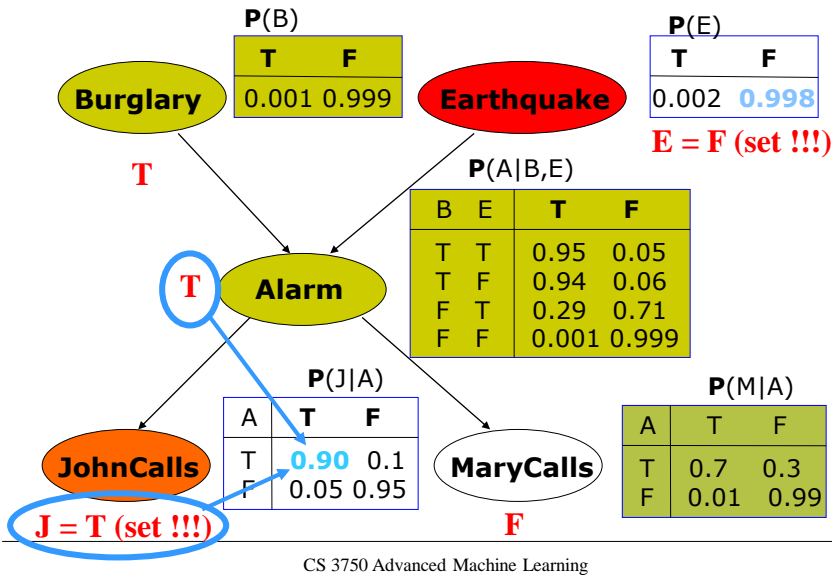 P(B)
T F
0.001 0.999
Burglary
Earthquake
P(E)
T F
0.002 0.998
E = F (set !!!)
T
P(A|B,E)
B E T F
T T 0.95 0.05
T F 0.94 0.06
F T 0.29 0.71
F F 0.001 0.999
T
Alarm
P(J|A)
A T F
T 0.90 0.1
F 0.05 0.95
P(M|A)
A T F
T 0.7 0.3
F 0.01 0.99
JohnCalls
MaryCalls
J = T (set !!!)
F
CS 3750 Advanced Machine Learning